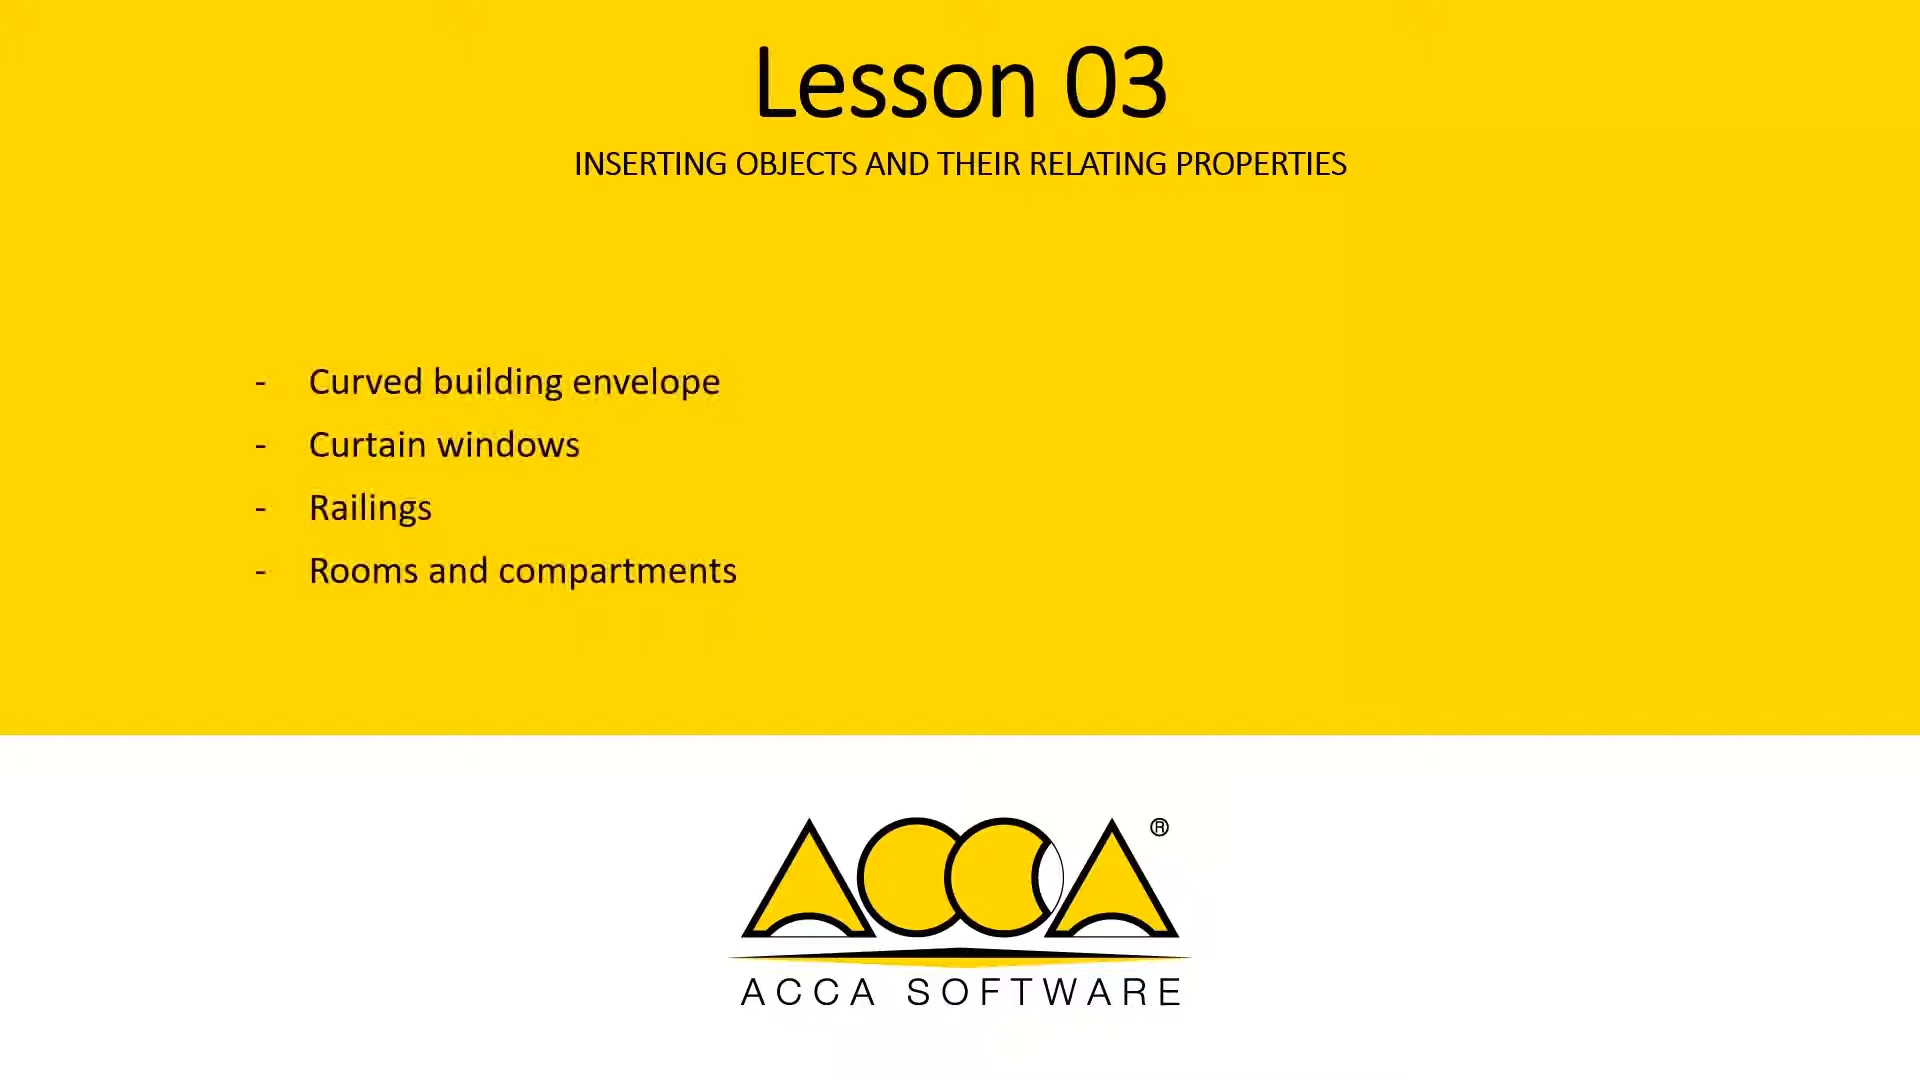 Lesson 03
INSERTING OBJECTS AND THEIR RELATING PROPERTIES
- Curved building envelope
- Curtain windows
- Railings
- Rooms and compartments
ACCA ®
ACCA SOFTWARE